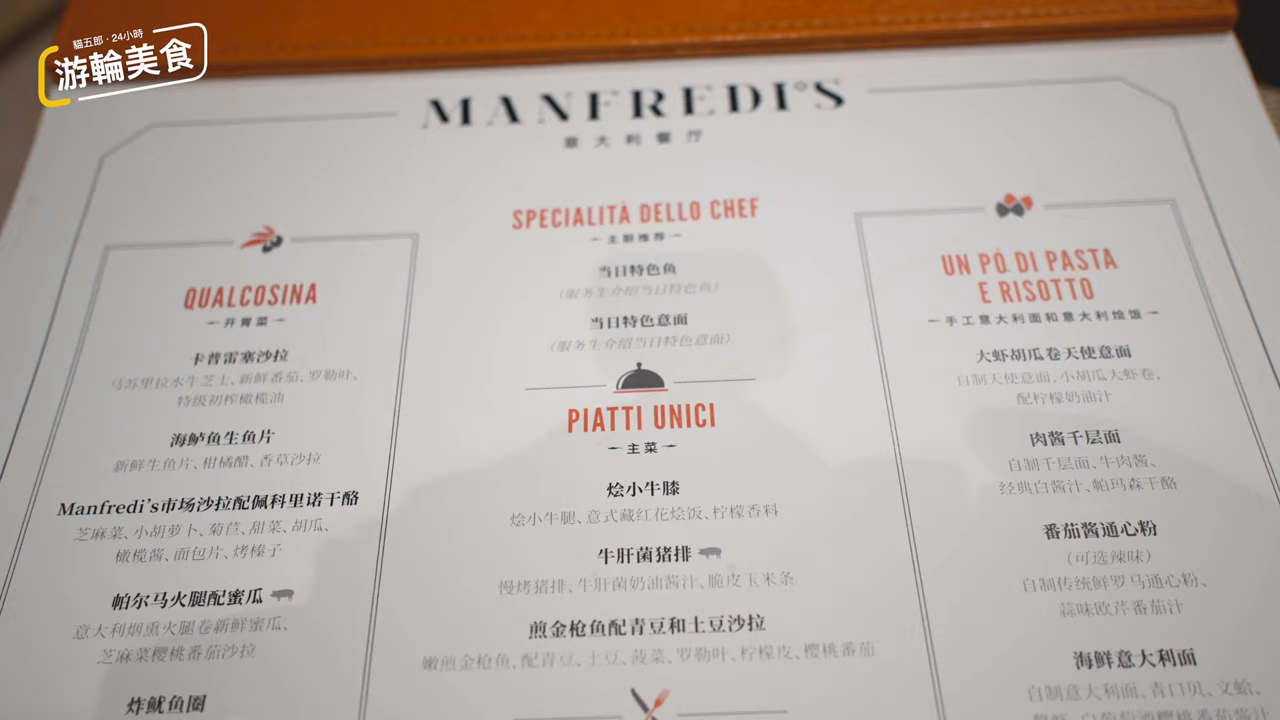 貓五郎·24小時
游輪美食
MANFREDI'S
意大利餐厅
QUALCOSINA
开胃菜
卡普雷塞沙拉
马苏里拉水牛芝士、新鲜番茄、罗勒叶、
特级初榨橄榄油
海鲈鱼生鱼片
新鲜生鱼片、柑橘醋、香草沙拉
Manfredi's市场沙拉配佩科里诺干酪
芝麻菜、小胡萝卜、菊苣、甜菜、胡瓜、
橄榄酱、面包片、烤榛子
帕尔马火腿配蜜瓜
意大利烟熏火腿卷新鲜蜜瓜、
芝麻菜樱桃番茄沙拉
炸鱿鱼圈
SPECIALITÀ DELLO CHEF
主厨推荐
当日特色鱼
(服务生介绍当日特色鱼)
当日特色意面
(服务生介绍当日特色意面)
PIATTI UNICI
主菜
烩小牛膝
烩小牛腿、意式藏红花烩饭、柠檬香料
牛肝菌猪排
慢烤猪排、牛肝菌奶油酱汁、脆皮玉米条
煎金枪鱼配青豆和土豆沙拉
嫩煎金枪鱼,配青豆、土豆、菠菜、罗勒叶、柠檬皮、樱桃番茄
UN PÓ DI PASTA
E RISOTTO
手工意大利面和意大利烩饭
大虾胡瓜卷天使意面
自制天使意面、小胡瓜大虾卷、
配柠檬奶油汁
肉酱千层面
自制千层面、牛肉酱、
经典白酱汁、帕玛森干酪
番茄酱通心粉
(可选辣味)
自制传统鲜罗马通心粉、
蒜味欧芹番茄汁
海鲜意大利面
自制意大利面、青口贝、文蛤、